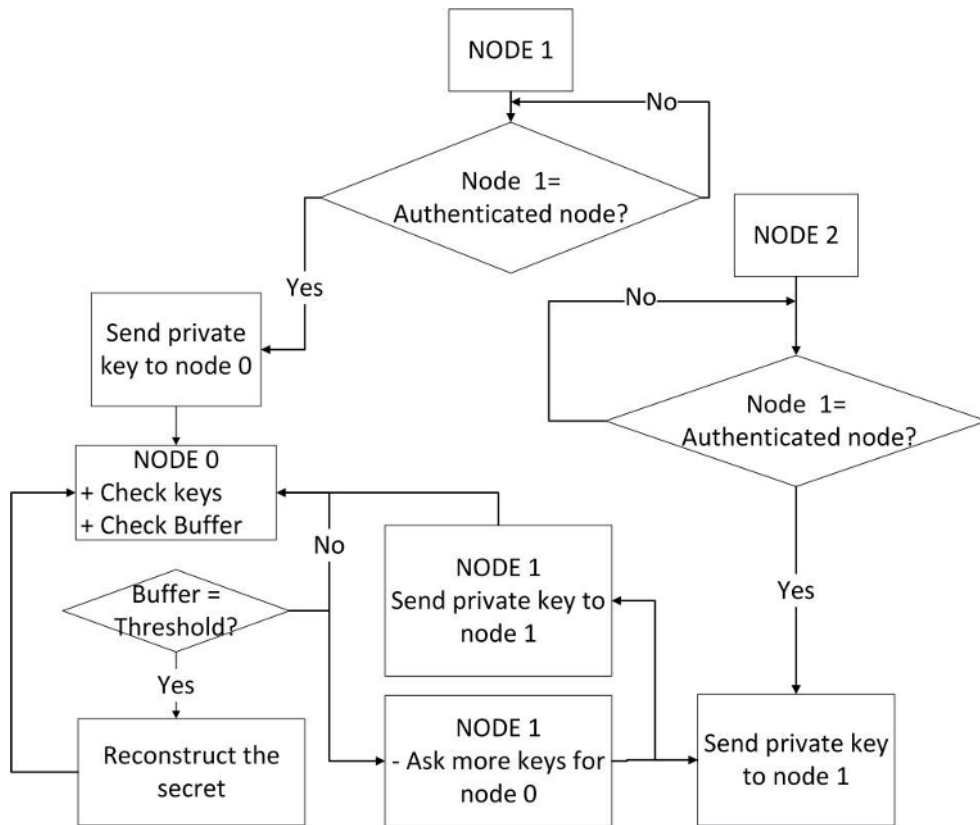 NODE 1
No
Node 1=
Authenticated node?
NODE 2
Yes
No
Send private
key to node 0
Node 1=
Authenticated node?
NODE 0
+ Check keys
+ Check Buffer
No
NODE 1
Send private key to
node 1
Buffer =
Threshold?
Yes
Yes
NODE 1
- Ask more keys for
node 0
Send private key
to node 1
Reconstruct the
secret